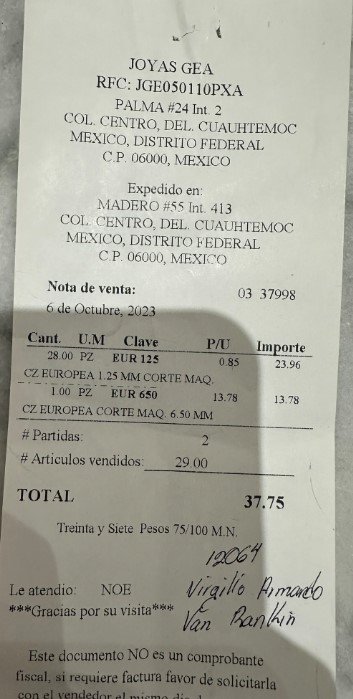 JOYAS GEA
RFC: JGE050110PXA
PALMA #24 Int. 2
COL. CENTRO, DEL. CUAUHTEMOC
MEXICO, DISTRITO FEDERAL
C.P. 06000, MEXICO
Expedido en:
MADERO #55 Int. 413
COL. CENTRO, DEL. CUAUHTEMOC
MEXICO, DISTRITO FEDERAL
C.P. 06000, MEXICO
Nota de venta: 03 37998
6 de Octubre, 2023
Cant. U.M Clave P/U Importe
28.00 PZ EUR 125 0.85 23.96
CZ EUROPEA 1.25 MM CORTE MAQ.
1.00 PZ EUR 650 13.78 13.78
CZ EUROPEA CORTE MAQ. 6.50 MM
# Partidas: 2
# Articulos vendidos: 29.00
TOTAL 37.75
Treinta y Siete Pesos 75/100 M.N.
12064
Le atendio: NOE Virgilio Armando
***Gracias por su visita*** Van Rankin
Este documento NO es un comprobante
fiscal, si requiere factura favor de solicitarla
con el vendedor el mismo